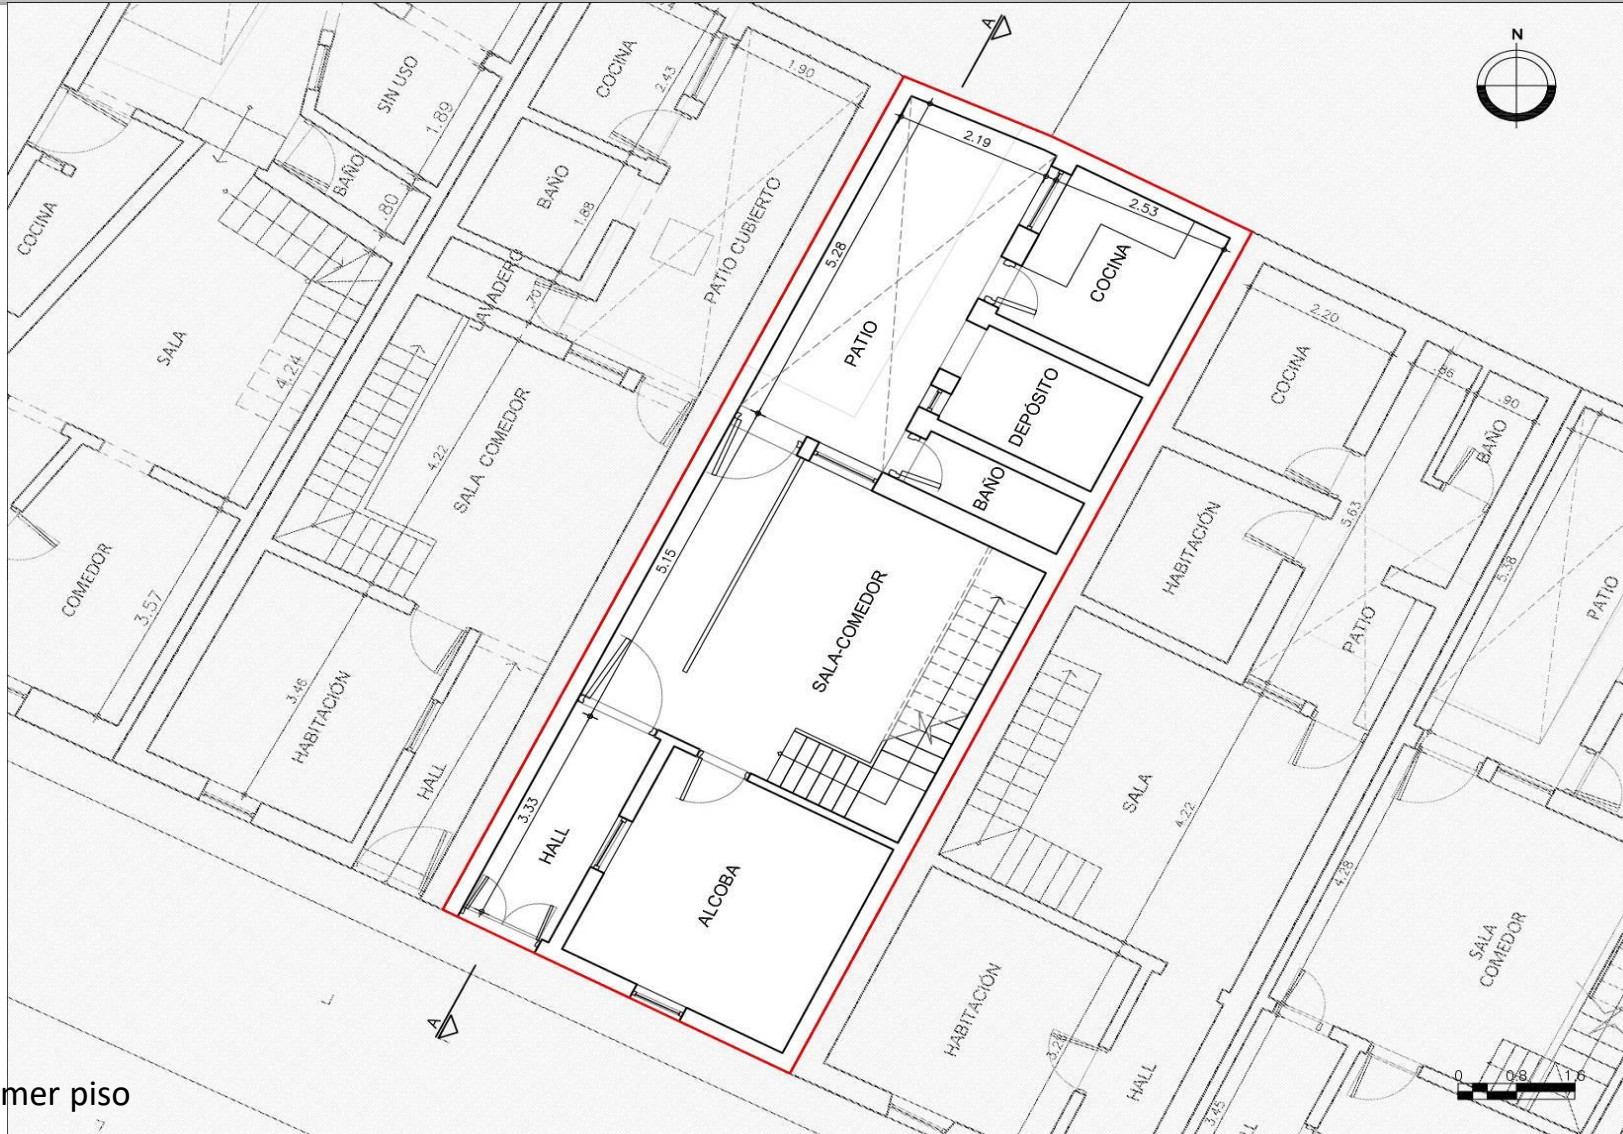 A
N
COCINA
2.43
1.90
SIN USO
1.89
BAÑO
.80
COCINA
SALA
4.24
COMEDOR
3.57
BAÑO
1.88
LAVADERO
.70
PATIO CUBIERTO
SALA COMEDOR
4.22
HABITACIÓN
3.46
HALL
2.19
2.53
5.28
PATIO
COCINA
DEPÓSITO
BAÑO
5.15
SALA-COMEDOR
3.33
HALL
ALCOBA
A
2.20
COCINA
.90
BAÑO
HABITACIÓN
5.63
PATIO
5.38
PATIO
SALA
4.22
4.28
SALA
COMEDOR
HABITACIÓN
HALL
3.45
0 0.8 1.6
mer piso